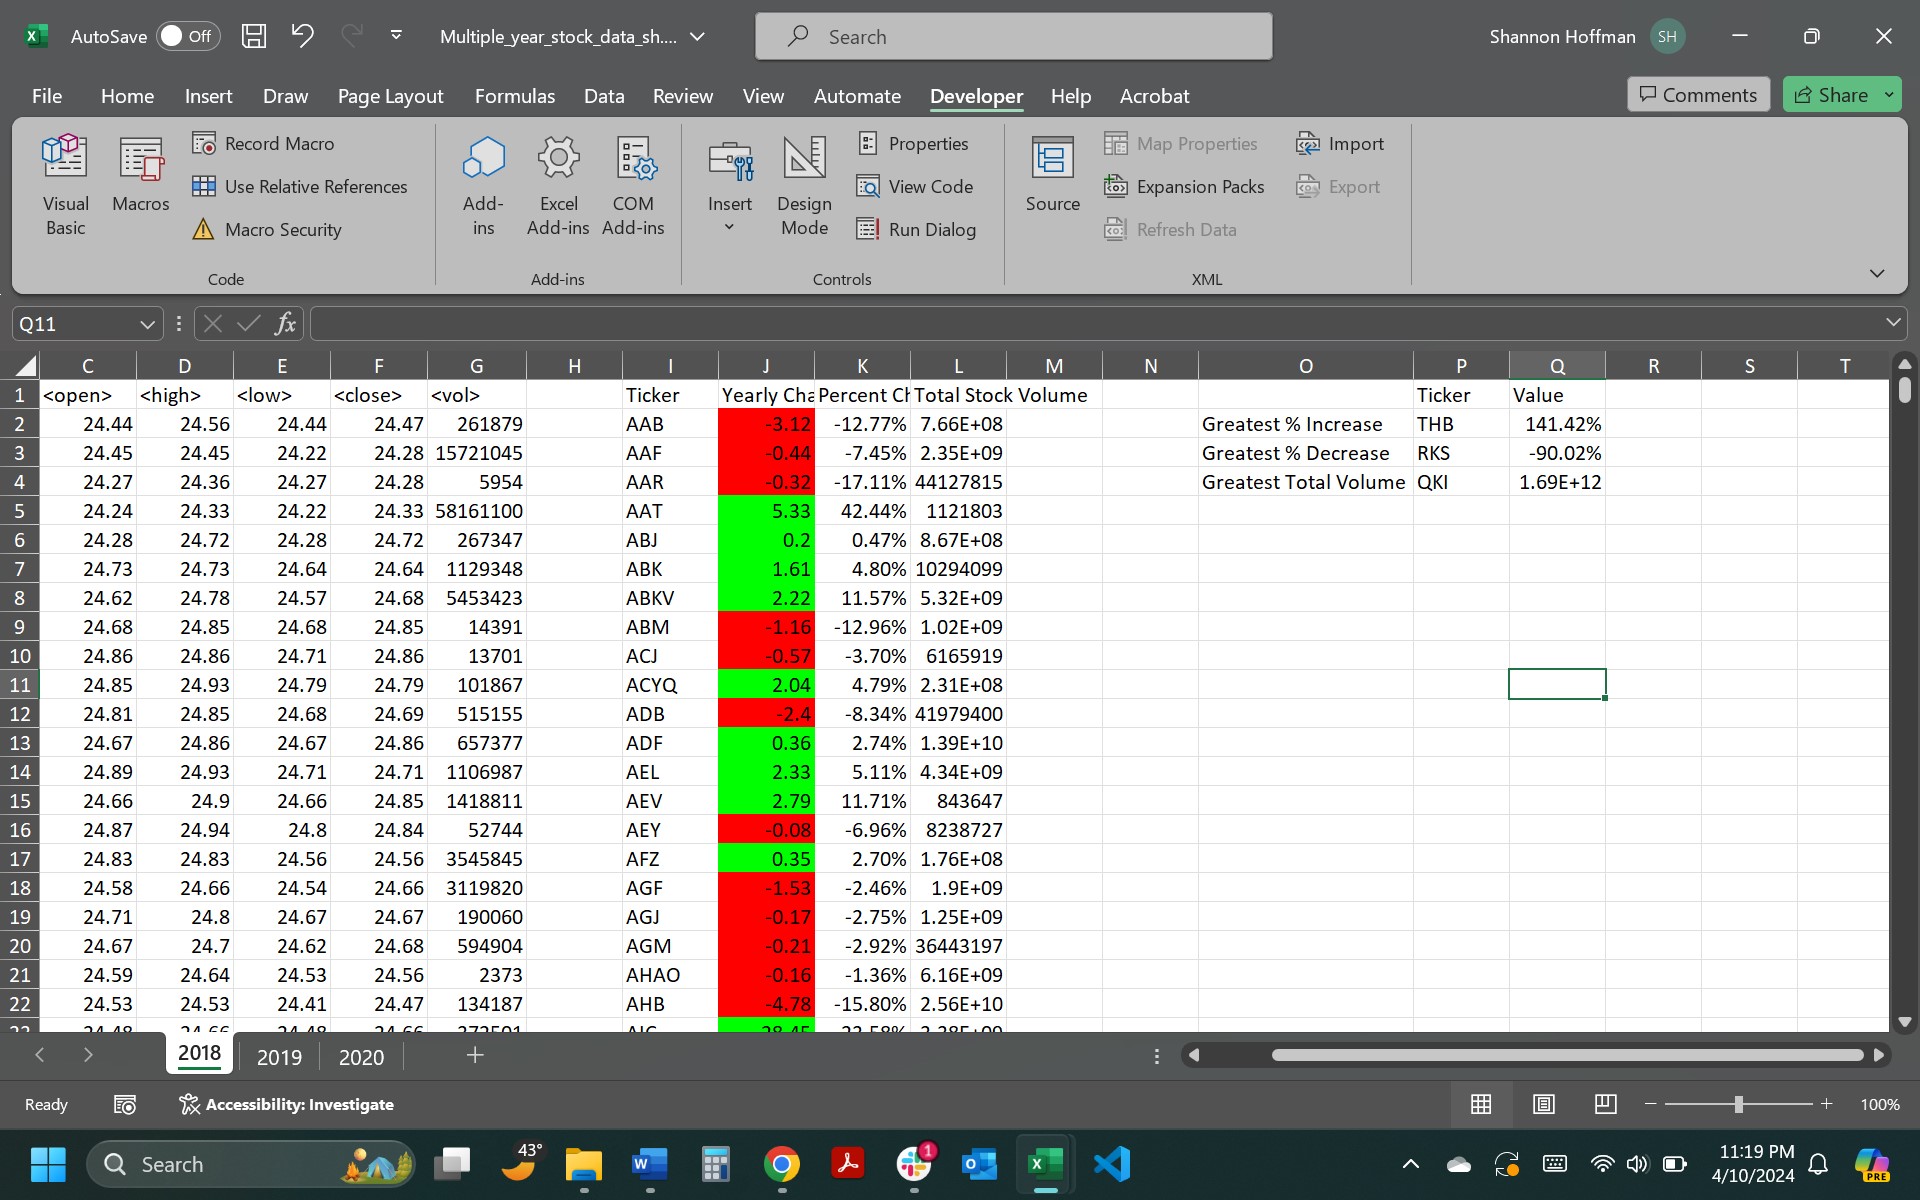 AutoSave Off Multiple_year_stock_data_sh.... Search Shannon Hoffman SH
File Home Insert Draw Page Layout Formulas Data Review View Automate Developer Help Acrobat Comments Share
Visual Basic
Macros
Record Macro
Use Relative References
Macro Security
Code
Add-ins
Excel Add-ins
COM Add-ins
Add-ins
Insert
Design Mode
Properties
View Code
Run Dialog
Controls
Source
Map Properties
Expansion Packs
Refresh Data
Import
Export
XML
Q11 fx
C D E F G H I J K L M N O P Q R S T
1 <open> <high> <low> <close> <vol> Ticker Yearly Cha Percent Ch Total Stock Volume Ticker Value
2 24.44 24.56 24.44 24.47 261879 AAB -3.12 -12.77% 7.66E+08 Greatest % Increase THB 141.42%
3 24.45 24.45 24.22 24.28 15721045 AAF -0.44 -7.45% 2.35E+09 Greatest % Decrease RKS -90.02%
4 24.27 24.36 24.27 24.28 5954 AAR -0.32 -17.11% 44127815 Greatest Total Volume QKI 1.69E+12
5 24.24 24.33 24.22 24.33 58161100 AAT 5.33 42.44% 1121803
6 24.28 24.72 24.28 24.72 267347 ABJ 0.2 0.47% 8.67E+08
7 24.73 24.73 24.64 24.64 1129348 ABK 1.61 4.80% 10294099
8 24.62 24.78 24.57 24.68 5453423 ABKV 2.22 11.57% 5.32E+09
9 24.68 24.85 24.68 24.85 14391 ABM -1.16 -12.96% 1.02E+09
10 24.86 24.86 24.71 24.86 13701 ACJ -0.57 -3.70% 6165919
11 24.85 24.93 24.79 24.79 101867 ACYQ 2.04 4.79% 2.31E+08
12 24.81 24.85 24.68 24.69 515155 ADB -2.4 -8.34% 41979400
13 24.67 24.86 24.67 24.86 657377 ADF 0.36 2.74% 1.39E+10
14 24.89 24.93 24.71 24.71 1106987 AEL 2.33 5.11% 4.34E+09
15 24.66 24.9 24.66 24.85 1418811 AEV 2.79 11.71% 843647
16 24.87 24.94 24.8 24.84 52744 AEY -0.08 -6.96% 8238727
17 24.83 24.83 24.56 24.56 3545845 AFZ 0.35 2.70% 1.76E+08
18 24.58 24.66 24.54 24.66 3119820 AGF -1.53 -2.46% 1.9E+09
19 24.71 24.8 24.67 24.67 190060 AGJ -0.17 -2.75% 1.25E+09
20 24.67 24.7 24.62 24.68 594904 AGM -0.21 -2.92% 36443197
21 24.59 24.64 24.53 24.56 2373 AHAO -0.16 -1.36% 6.16E+09
22 24.53 24.53 24.41 24.47 134187 AHB -4.78 -15.80% 2.56E+10
2018 2019 2020
Ready Accessibility: Investigate 100%
Search 43° 1 11:19 PM
4/10/2024
PRE